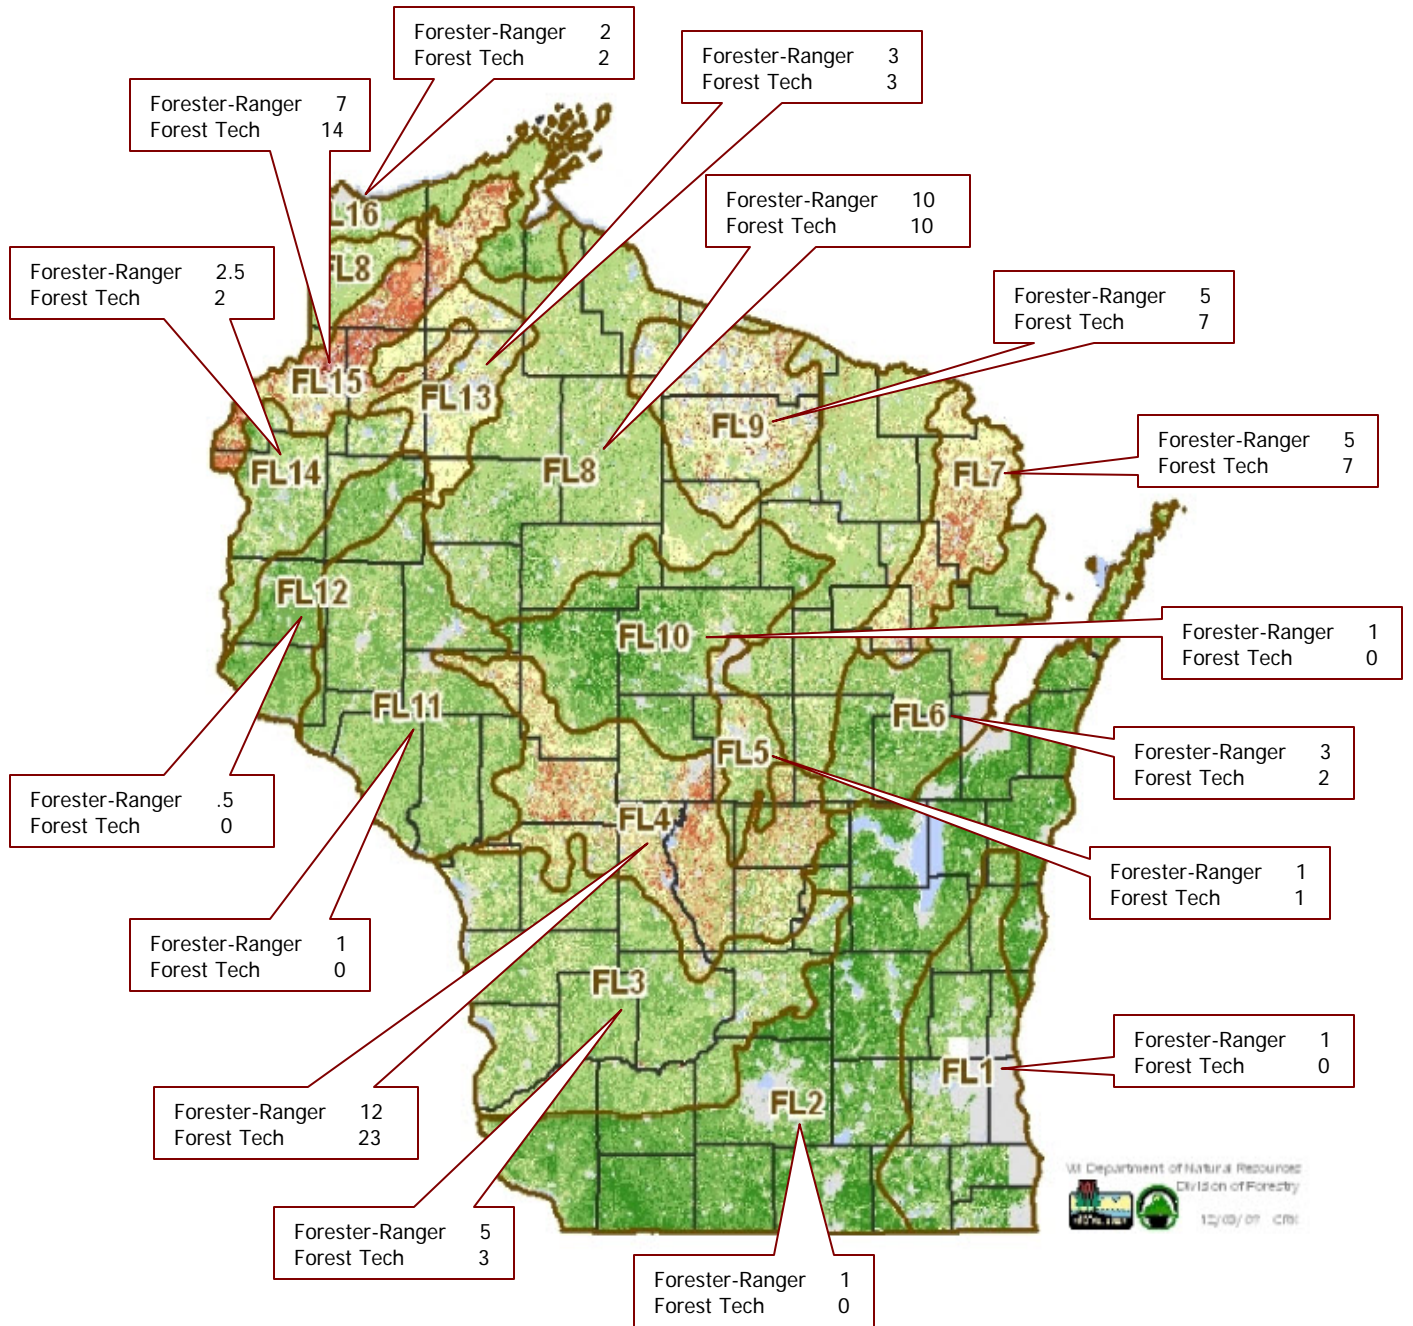 Forester-Ranger 2
Forest Tech 2
Forester-Ranger 3
Forest Tech 3
Forester-Ranger 7
Forest Tech 14
Forester-Ranger 10
Forest Tech 10
L16
FL8
Forester-Ranger 2.5
Forest Tech 2
Forester-Ranger 5
Forest Tech 7
FL15
FL13
FL9
FL14
FL8
FL7
Forester-Ranger 5
Forest Tech 7
FL12
FL10
Forester-Ranger 1
Forest Tech 0
FL11
FL6
FL5
Forester-Ranger 3
Forest Tech 2
Forester-Ranger .5
Forest Tech 0
FL4
Forester-Ranger 1
Forest Tech 1
Forester-Ranger 1
Forest Tech 0
FL3
Forester-Ranger 1
Forest Tech 0
FL1
FL2
Forester-Ranger 12
Forest Tech 23
WI Department of Natural Resources
Division of Forestry
Forester-Ranger 5
Forest Tech 3
Forester-Ranger 1
Forest Tech 0